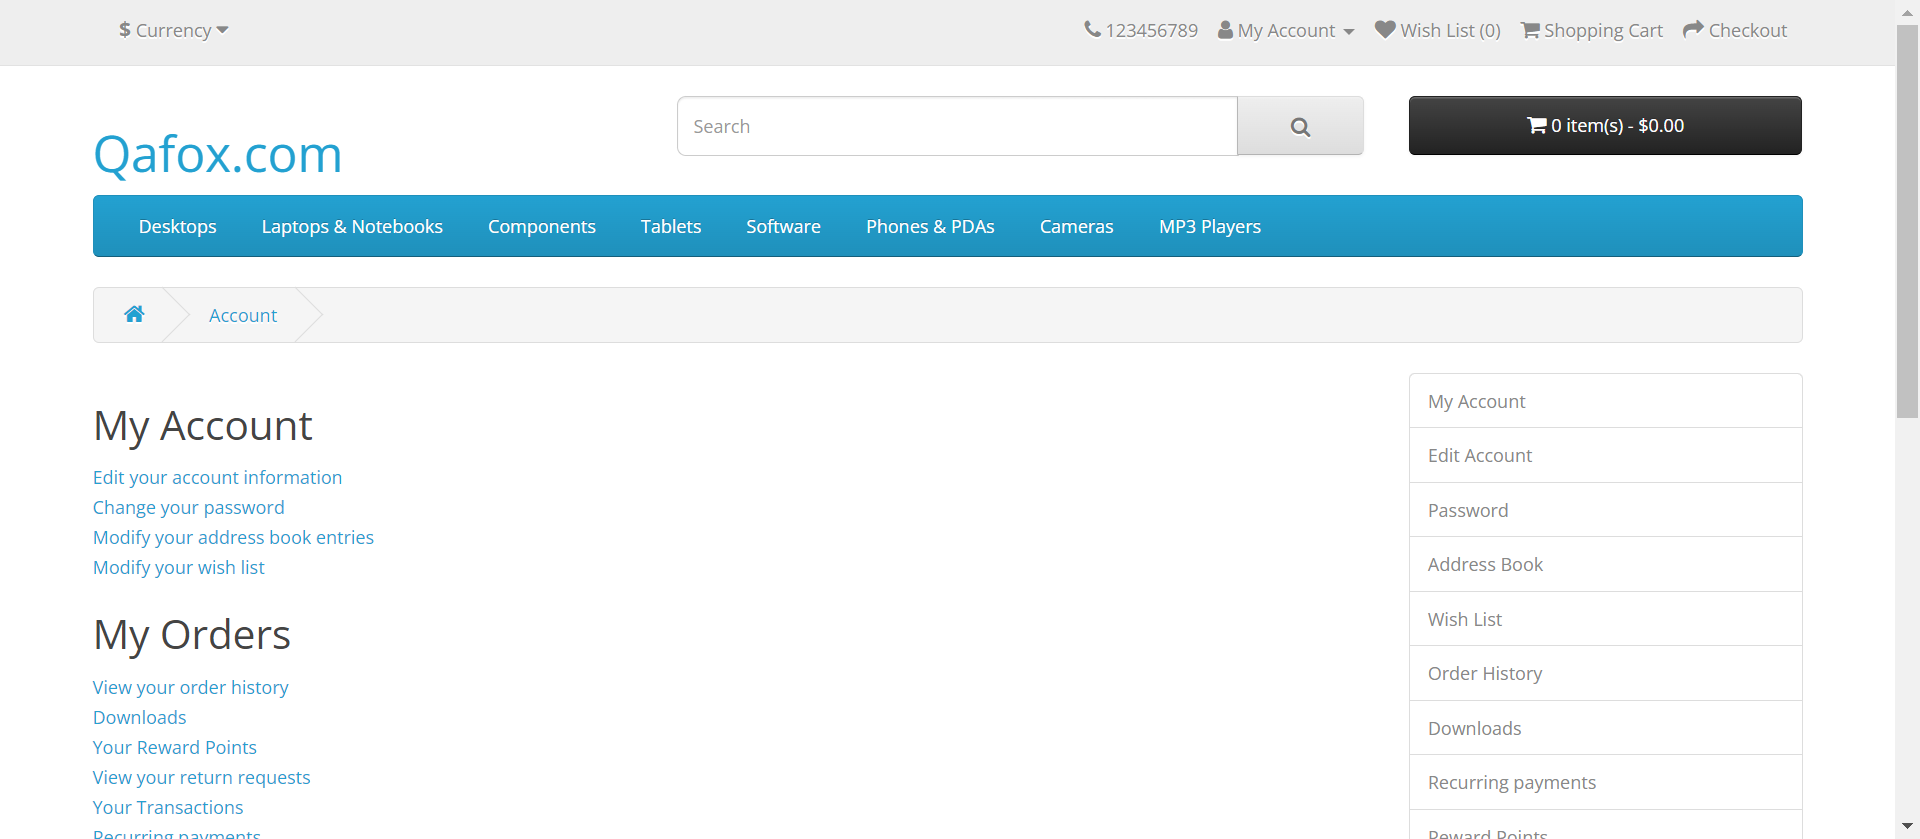 $ Currency
123456789 My Account Wish List (0) Shopping Cart Checkout
Qafox.com
Search
0 item(s) - $0.00
Desktops Laptops & Notebooks Components Tablets Software Phones & PDAs Cameras MP3 Players
Account
My Account
Edit your account information
Change your password
Modify your address book entries
Modify your wish list
My Orders
View your order history
Downloads
Your Reward Points
View your return requests
Your Transactions
Recurring payments
My Account
Edit Account
Password
Address Book
Wish List
Order History
Downloads
Recurring payments
Reward Points